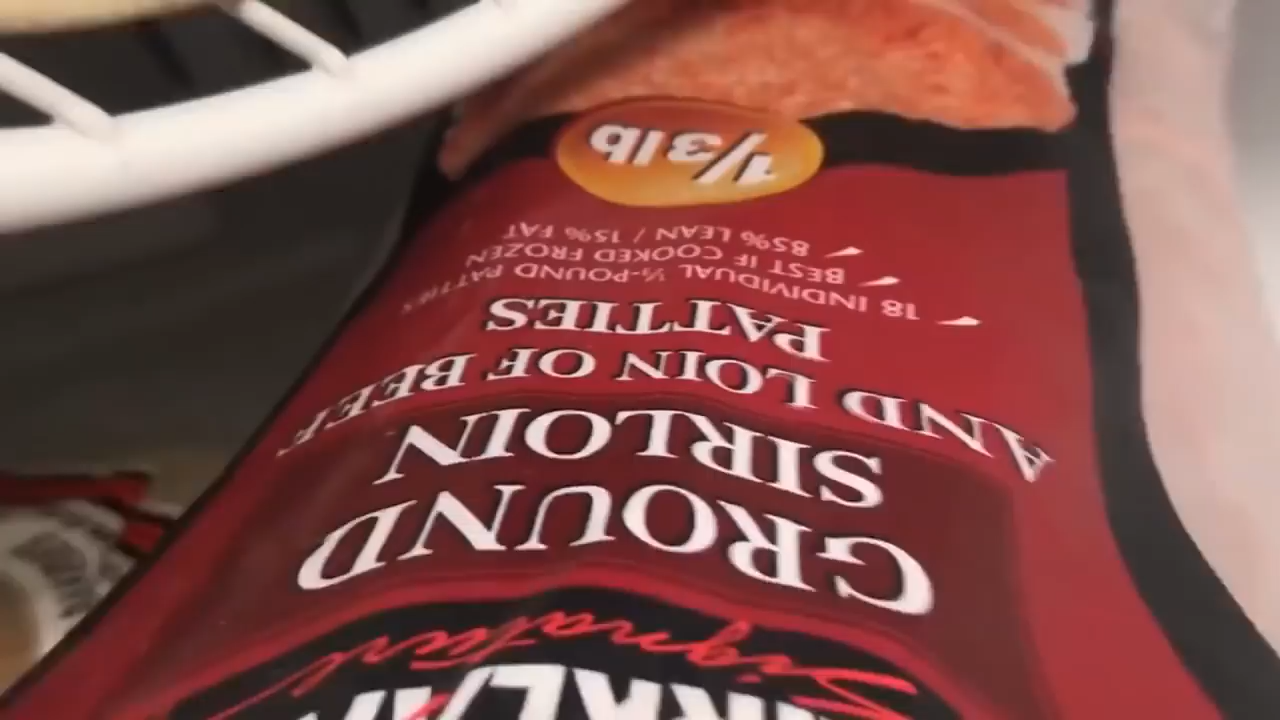 Signature
GROUND
SIRLOIN
AND LOIN OF BEEF
PATTIES
18 INDIVIDUAL ⅓-POUND PATTIES
BEST IF COOKED FROZEN
85% LEAN / 15% FAT
1/3lb